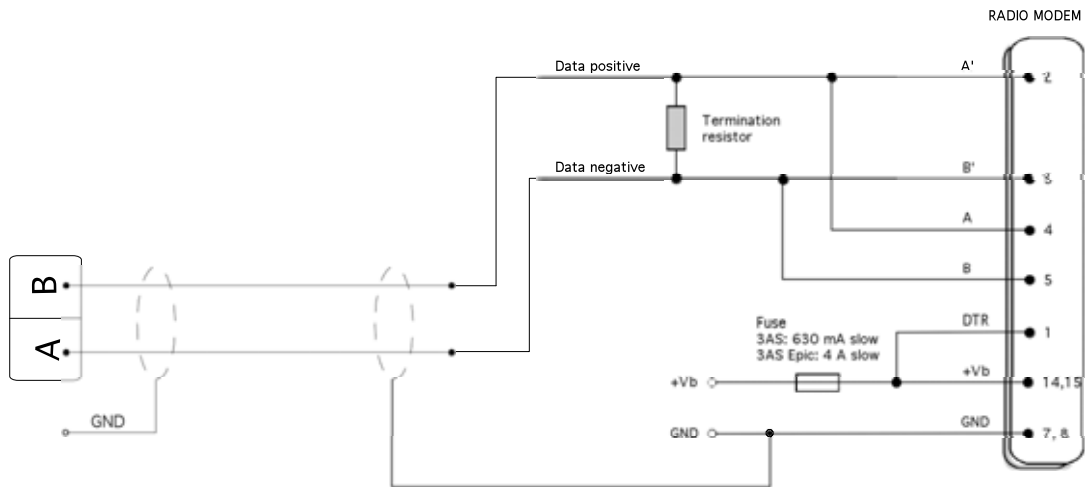 RADIO MODEM
Data positive
A'
2
Termination
resistor
Data negative
B'
3
A
4
B
5
B
A
Fuse
3AS: 630 mA slow
3AS Epic: 4 A slow
DTR
1
+Vb
+Vb
14,15
GND
GND
GND
7, 8